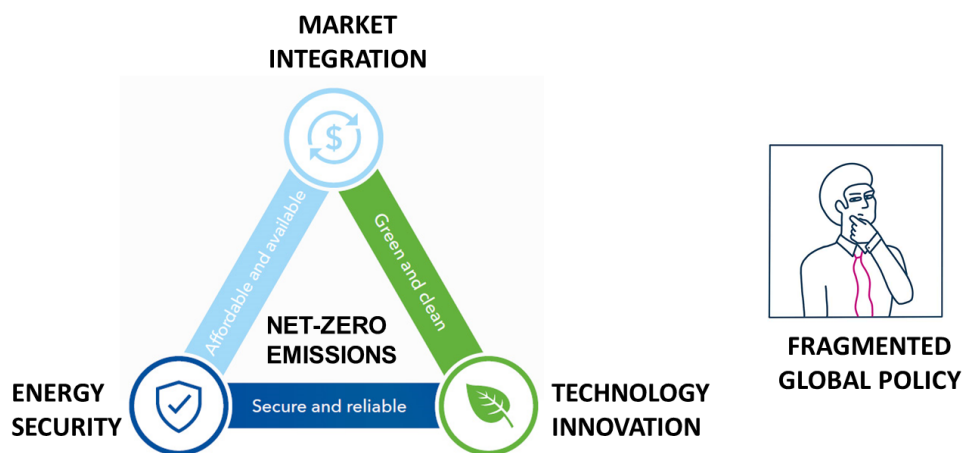 MARKET
INTEGRATION
$
Affordable and available
Green and clean
NET-ZERO
EMISSIONS
ENERGY
SECURITY
Secure and reliable
TECHNOLOGY
INNOVATION
FRAGMENTED
GLOBAL POLICY